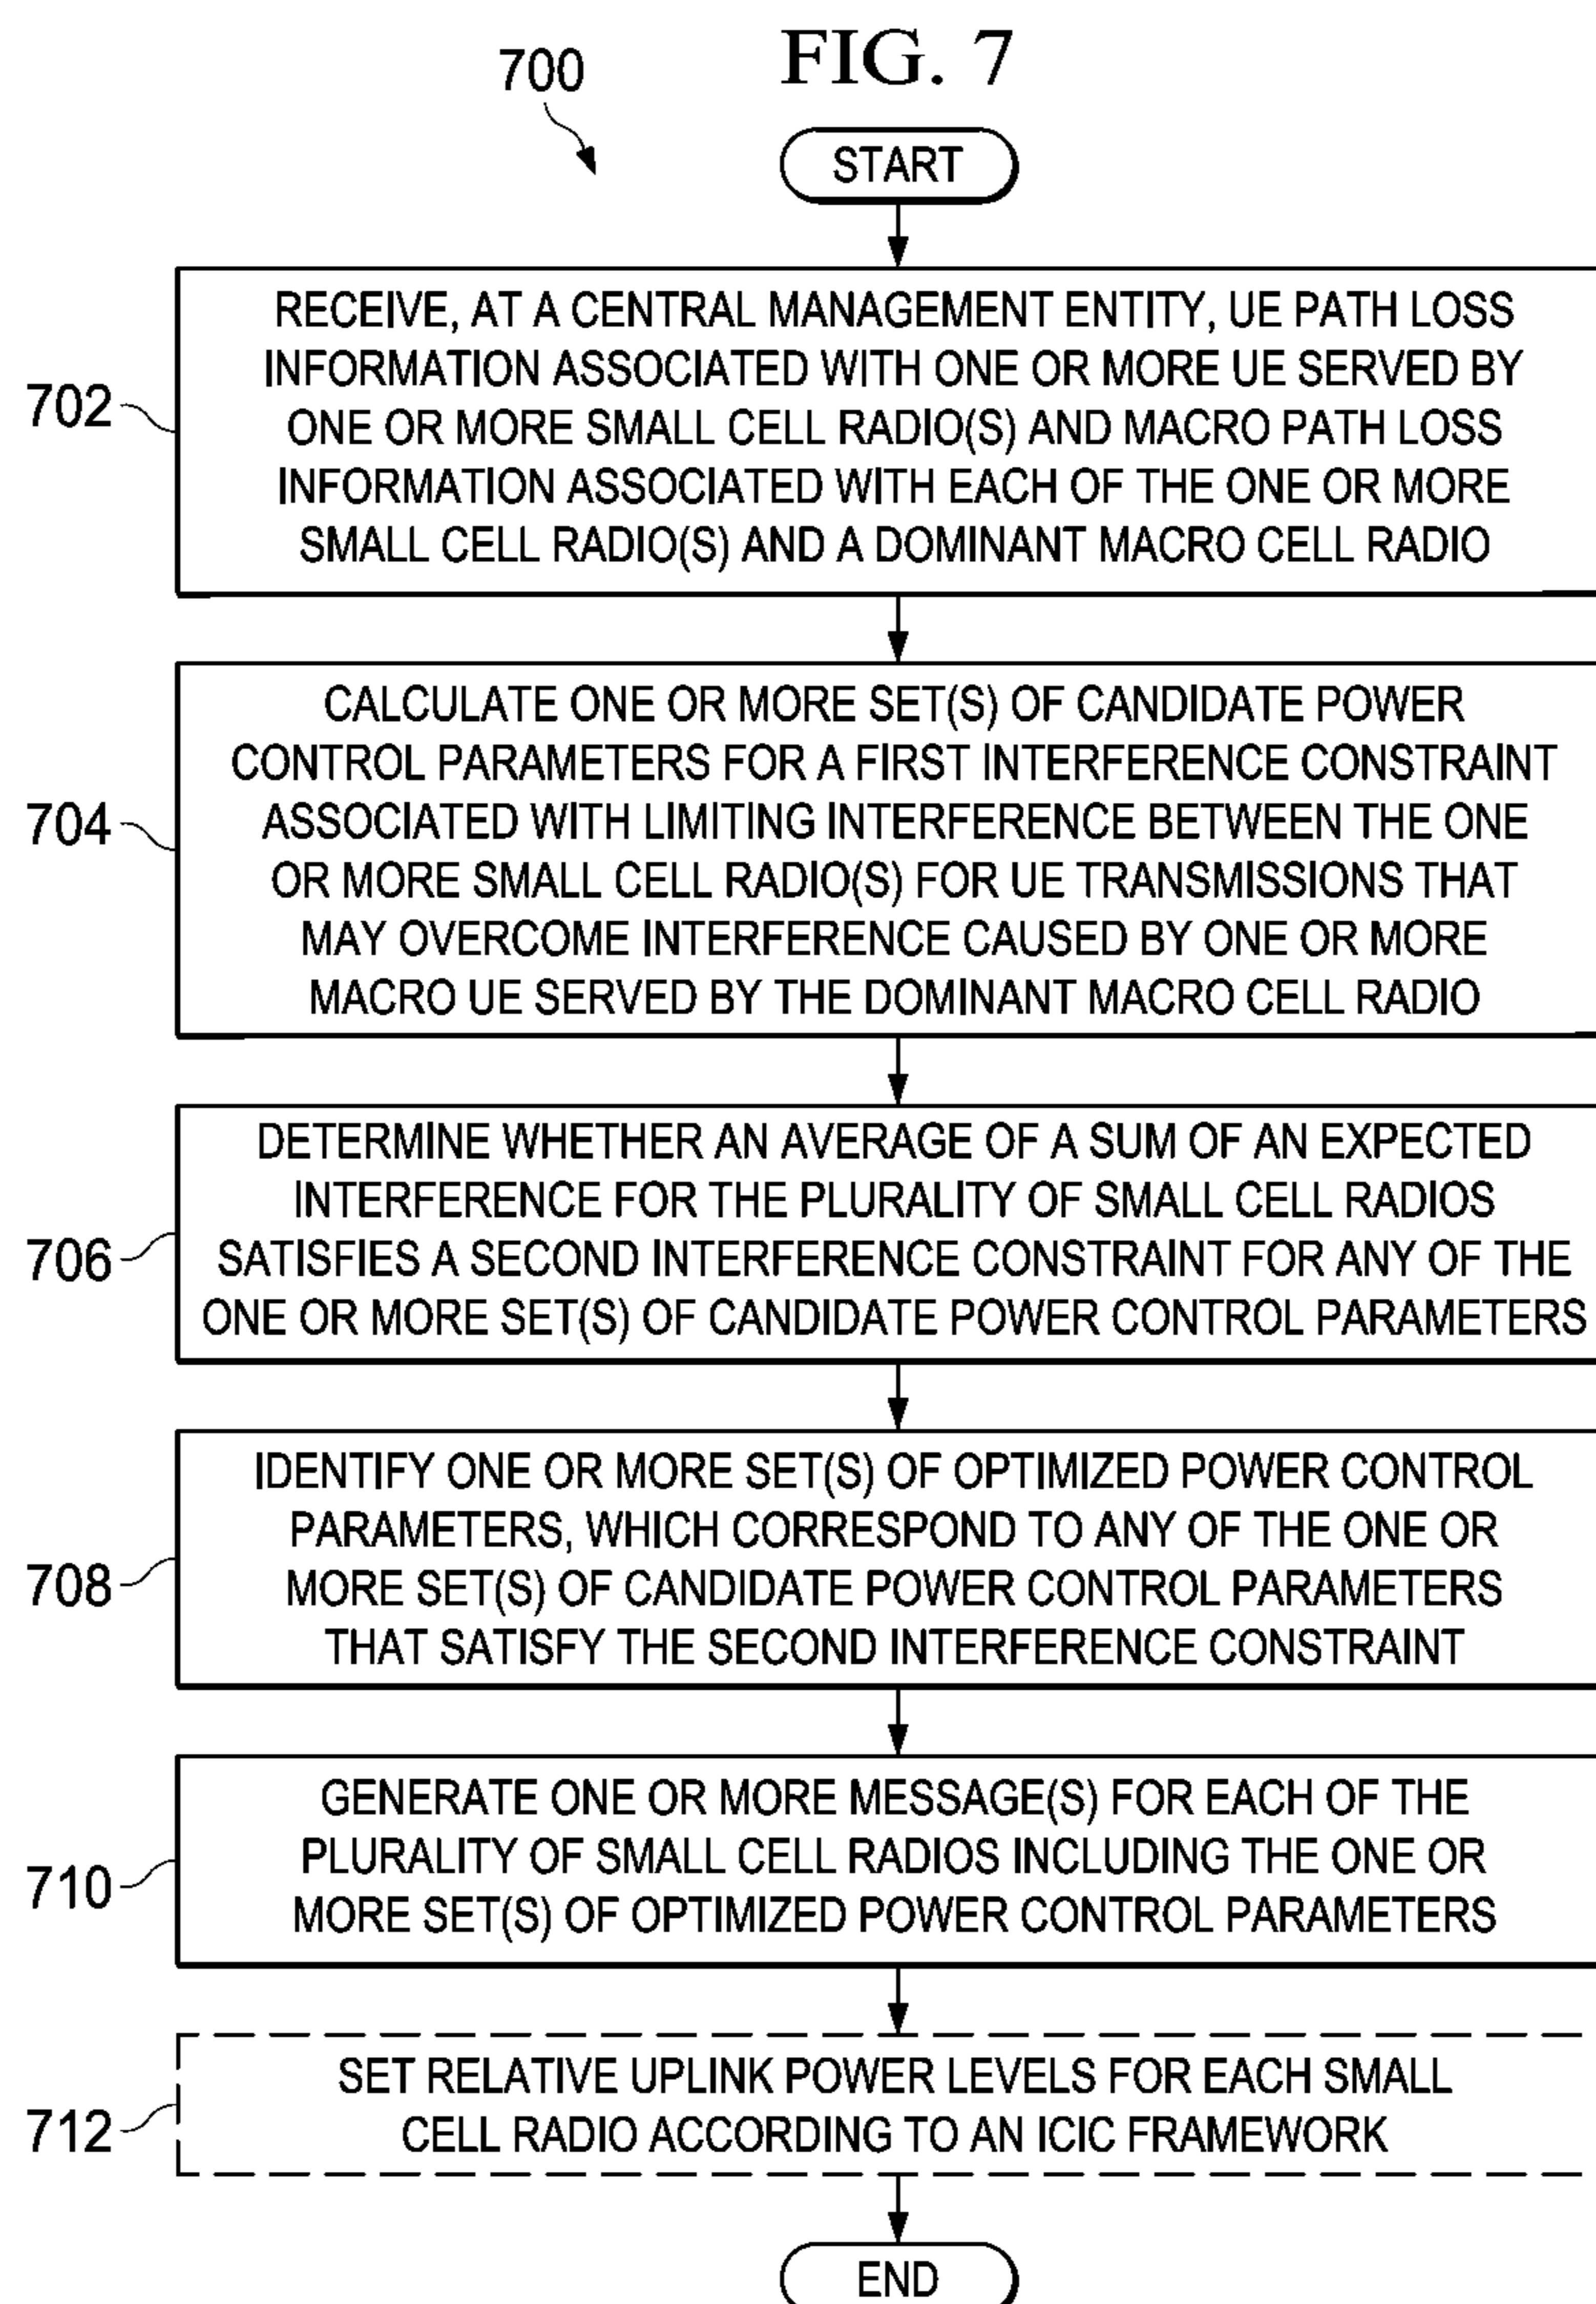 FIG. 7
700
START
702
RECEIVE, AT A CENTRAL MANAGEMENT ENTITY, UE PATH LOSS
INFORMATION ASSOCIATED WITH ONE OR MORE UE SERVED BY
ONE OR MORE SMALL CELL RADIO(S) AND MACRO PATH LOSS
INFORMATION ASSOCIATED WITH EACH OF THE ONE OR MORE
SMALL CELL RADIO(S) AND A DOMINANT MACRO CELL RADIO
704
CALCULATE ONE OR MORE SET(S) OF CANDIDATE POWER
CONTROL PARAMETERS FOR A FIRST INTERFERENCE CONSTRAINT
ASSOCIATED WITH LIMITING INTERFERENCE BETWEEN THE ONE
OR MORE SMALL CELL RADIO(S) FOR UE TRANSMISSIONS THAT
MAY OVERCOME INTERFERENCE CAUSED BY ONE OR MORE
MACRO UE SERVED BY THE DOMINANT MACRO CELL RADIO
706
DETERMINE WHETHER AN AVERAGE OF A SUM OF AN EXPECTED
INTERFERENCE FOR THE PLURALITY OF SMALL CELL RADIOS
SATISFIES A SECOND INTERFERENCE CONSTRAINT FOR ANY OF THE
ONE OR MORE SET(S) OF CANDIDATE POWER CONTROL PARAMETERS
708
IDENTIFY ONE OR MORE SET(S) OF OPTIMIZED POWER CONTROL
PARAMETERS, WHICH CORRESPOND TO ANY OF THE ONE OR
MORE SET(S) OF CANDIDATE POWER CONTROL PARAMETERS
THAT SATISFY THE SECOND INTERFERENCE CONSTRAINT
710
GENERATE ONE OR MORE MESSAGE(S) FOR EACH OF THE
PLURALITY OF SMALL CELL RADIOS INCLUDING THE ONE OR
MORE SET(S) OF OPTIMIZED POWER CONTROL PARAMETERS
712
SET RELATIVE UPLINK POWER LEVELS FOR EACH SMALL
CELL RADIO ACCORDING TO AN ICIC FRAMEWORK
END